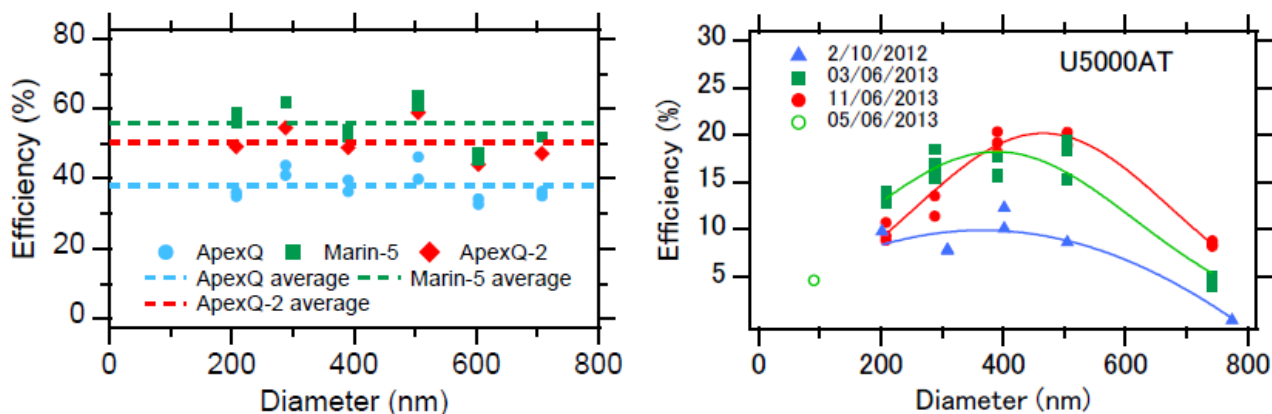 80
60
40
20
0
Efficiency (%)
ApexQ Marin-5 ApexQ-2
ApexQ average Marin-5 average
ApexQ-2 average
0 200 400 600 800
Diameter (nm)
30
25
20
15
10
5
Efficiency (%)
2/10/2012
03/06/2013
11/06/2013
05/06/2013
U5000AT
0 200 400 600 800
Diameter (nm)